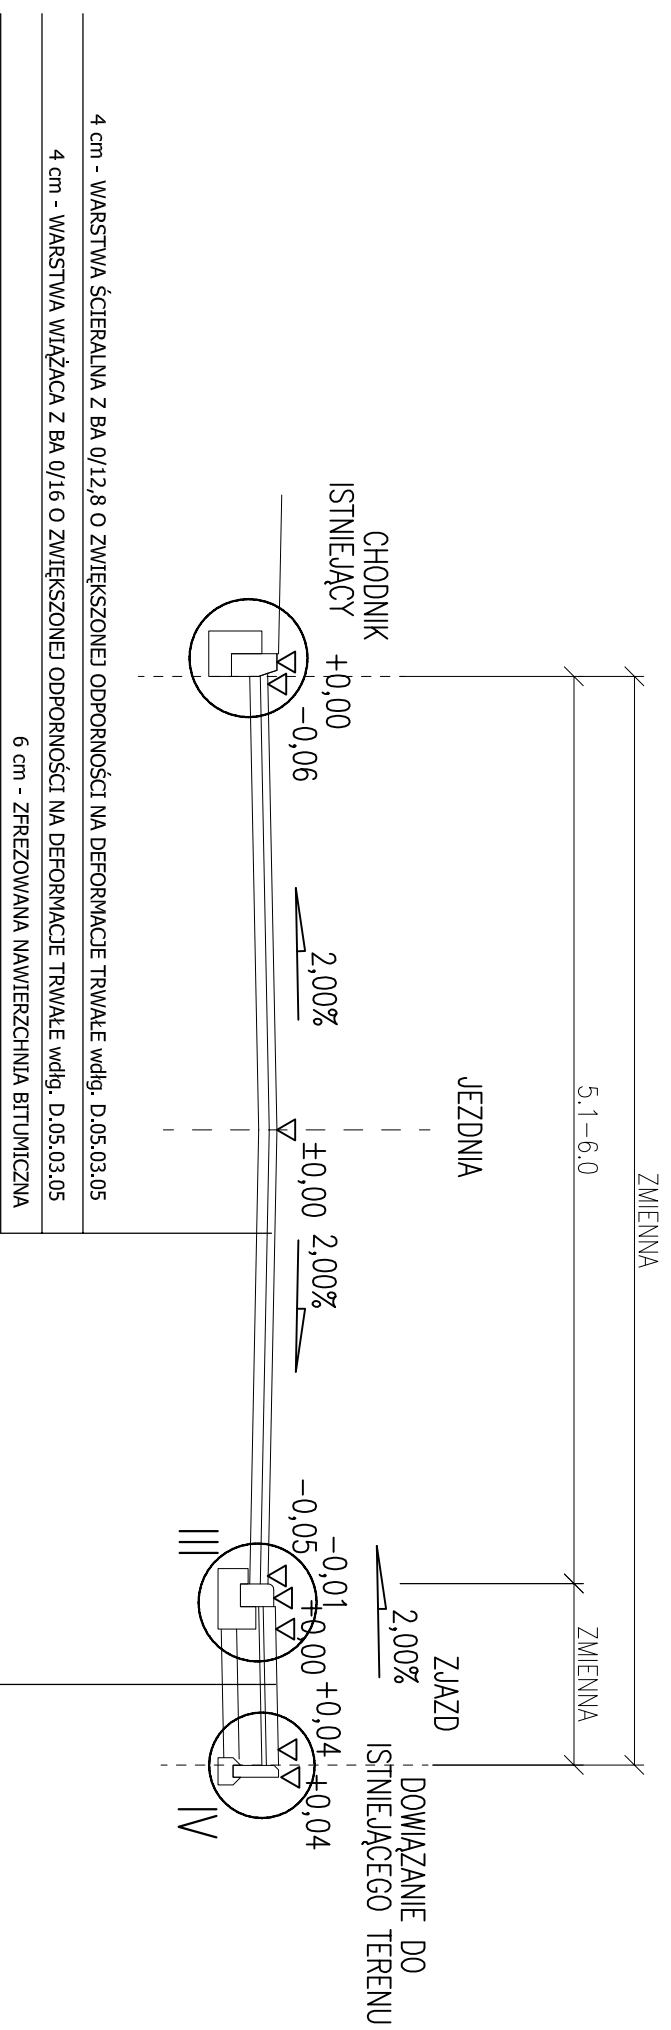 ZMIENNA
5.1-6.0
ZMIENNA
JEZDNIA
ZJAZD
DOWIĄZANIE DO
ISTNIEJĄCEGO TERENU
CHODNIK
ISTNIEJĄCY
+0,00
-0,06
2,00%
±0,00
2,00%
2,00%
-0,05
-0,01
+0,00
+0,04
+0,04
III
IV
4 cm - WARSTWA ŚCIERALNA Z BA 0/12,8 O ZWIĘKSZONEJ ODPORNOŚCI NA DEFORMACJE TRWAŁE wdłg. D.05.03.05
4 cm - WARSTWA WIĄŻACA Z BA 0/16 O ZWIĘKSZONEJ ODPORNOŚCI NA DEFORMACJE TRWAŁE wdłg. D.05.03.05
6 cm - ZFREZOWANA NAWIERZCHNIA BITUMICZNA